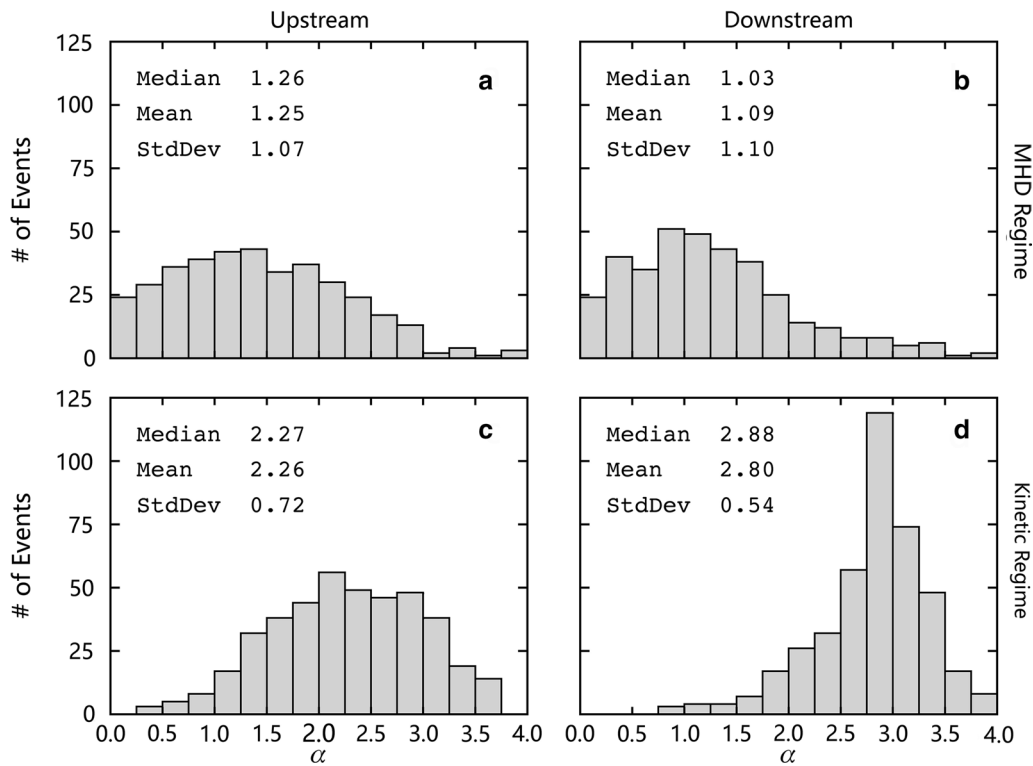 Upstream
Downstream
125
100
75
50
25
0
# of Events
Median 1.26
Mean 1.25
StdDev 1.07
a
Median 1.03
Mean 1.09
StdDev 1.10
b
MHD Regime
125
100
75
50
25
0
# of Events
Median 2.27
Mean 2.26
StdDev 0.72
c
Median 2.88
Mean 2.80
StdDev 0.54
d
Kinetic Regime
0.0 0.5 1.0 1.5 2.0 2.5 3.0 3.5 4.0
α
0.0 0.5 1.0 1.5 2.0 2.5 3.0 3.5 4.0
α